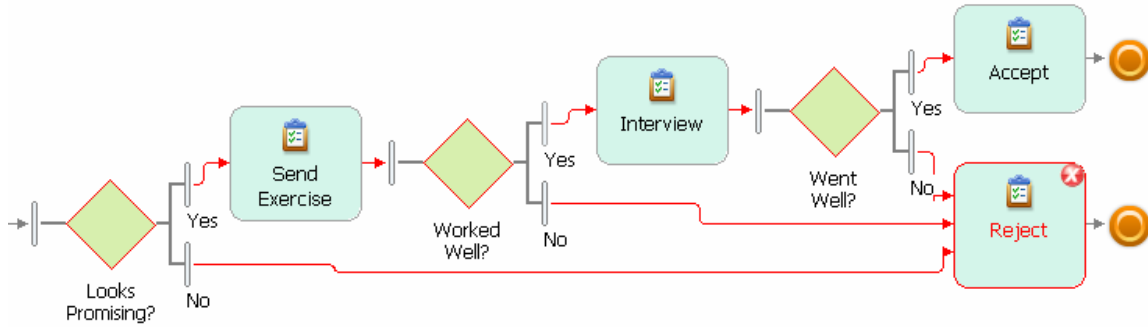 Looks
Promising?
Yes
No
Send
Exercise
Worked
Well?
Yes
No
Interview
Went
Well?
Yes
No
Accept
Reject